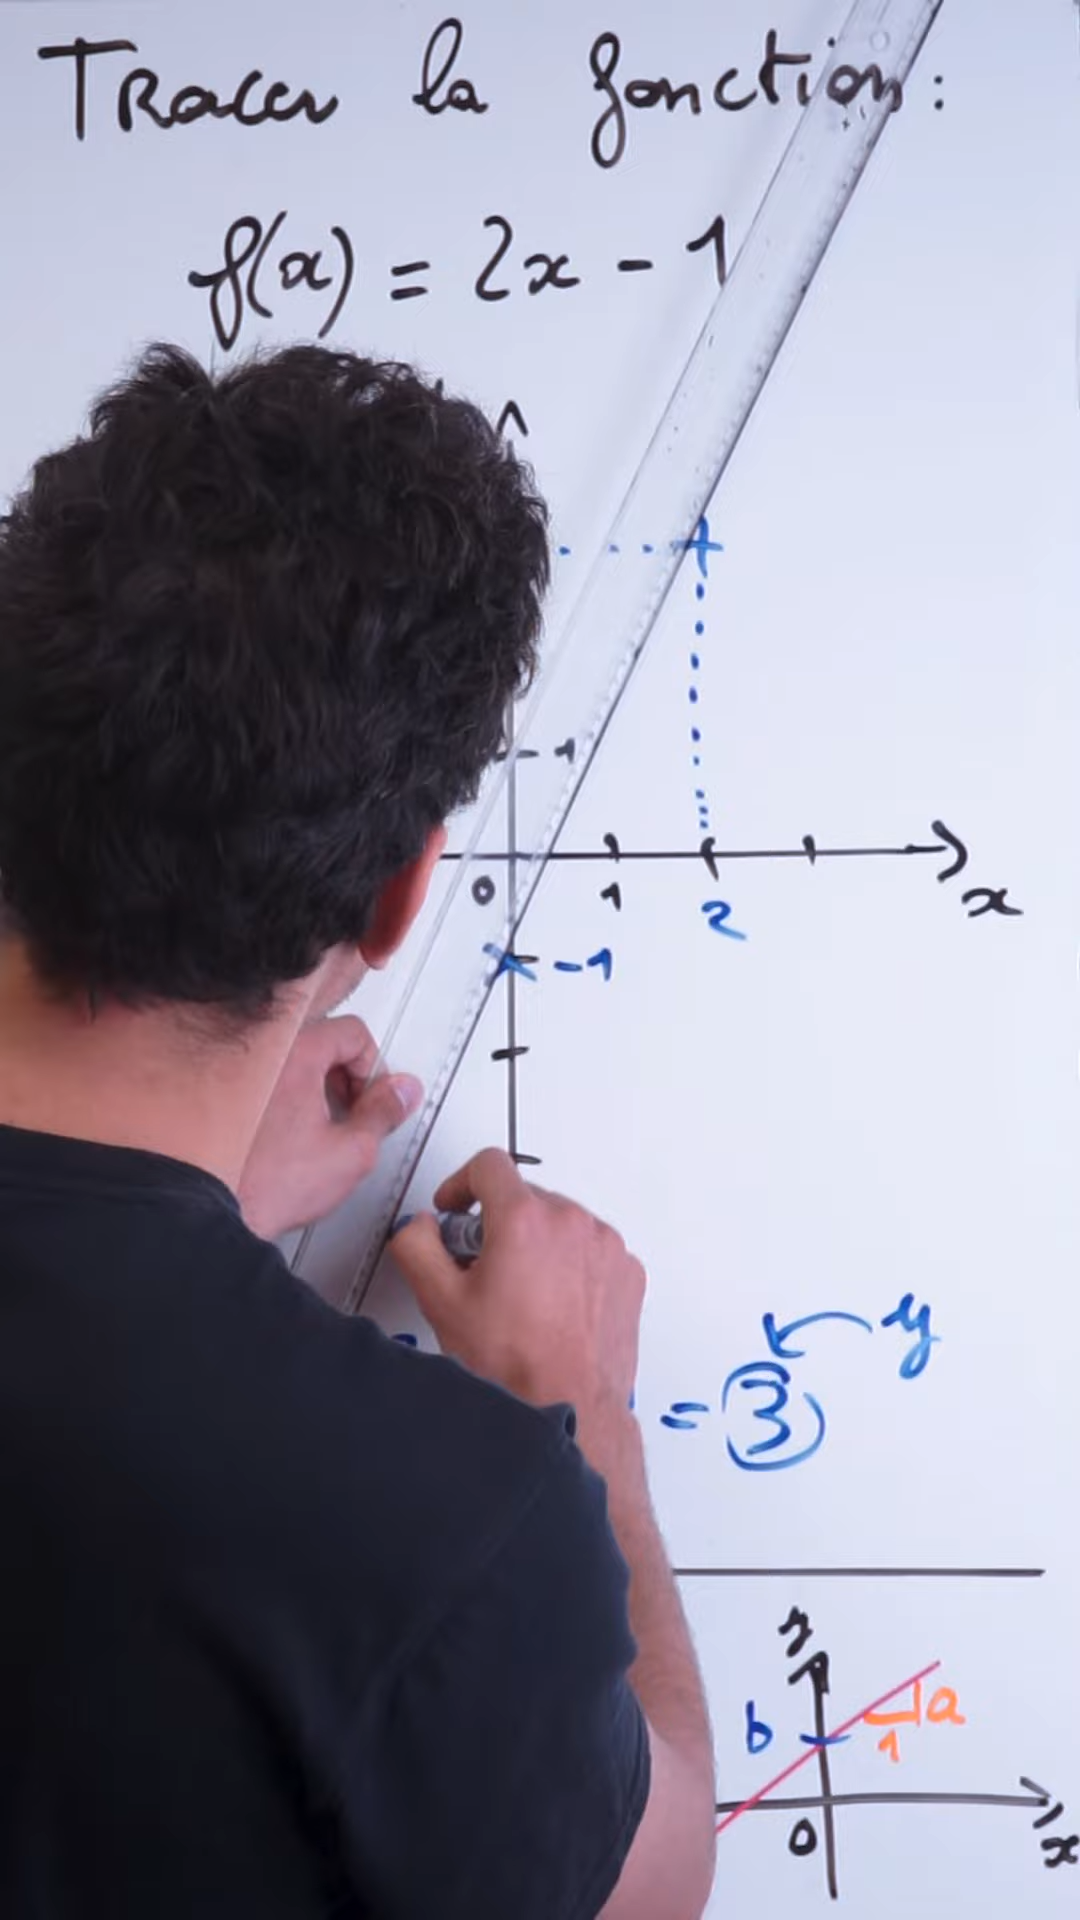 Tracer la fonction :
f(x) = 2x - 1
1
0
1
2
x
-1
y
= 3
y
b
a
1
0
x